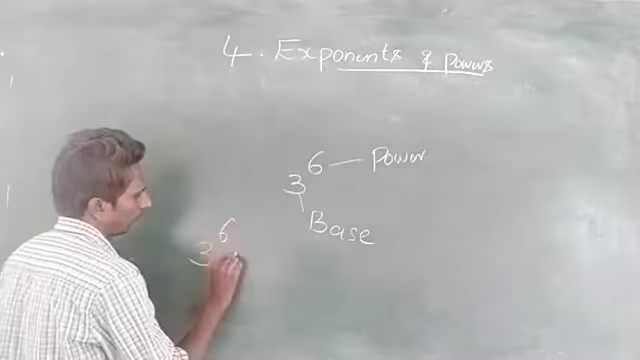 4. Exponents & Powers
3⁶ — Power
Base
3⁶